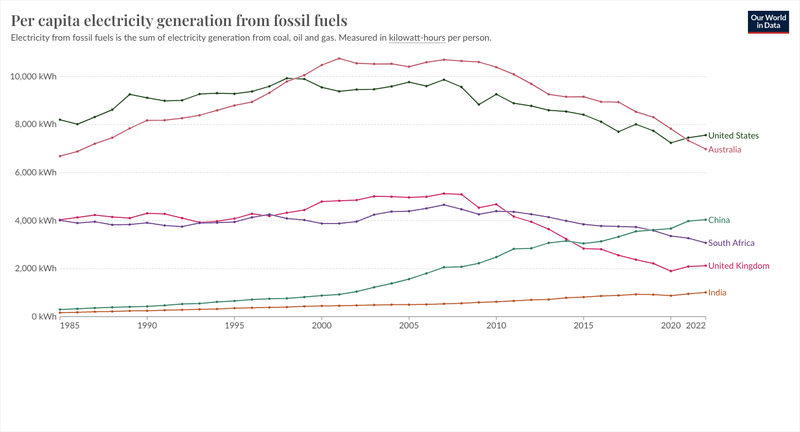 Per capita electricity generation from fossil fuels
Electricity from fossil fuels is the sum of electricity generation from coal, oil and gas. Measured in kilowatt-hours per person.
Our World
in Data
10,000 kWh
8,000 kWh
6,000 kWh
4,000 kWh
2,000 kWh
0 kWh
United States
Australia
China
South Africa
United Kingdom
India
1985 1990 1995 2000 2005 2010 2015 2020 2022